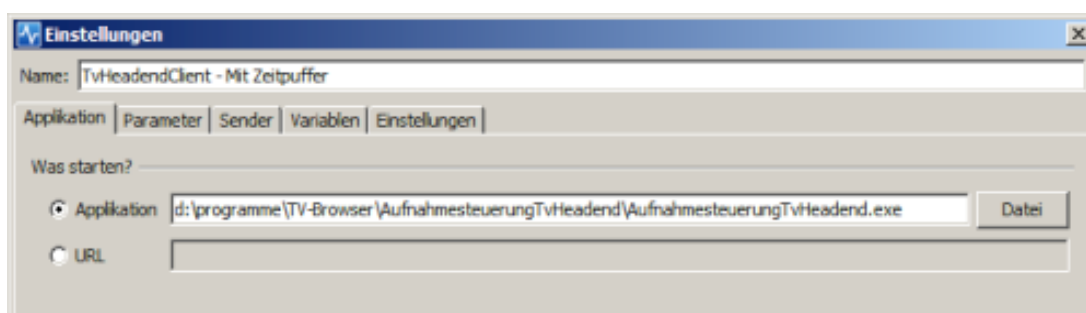 Einstellungen
Name: TvHeadendClient - Mit Zeitpuffer
Applikation Parameter Sender Variablen Einstellungen
Was starten?
Applikation d:\programme\TV-Browser\AufnahmesteuerungTvHeadend\AufnahmesteuerungTvHeadend.exe Datei
URL